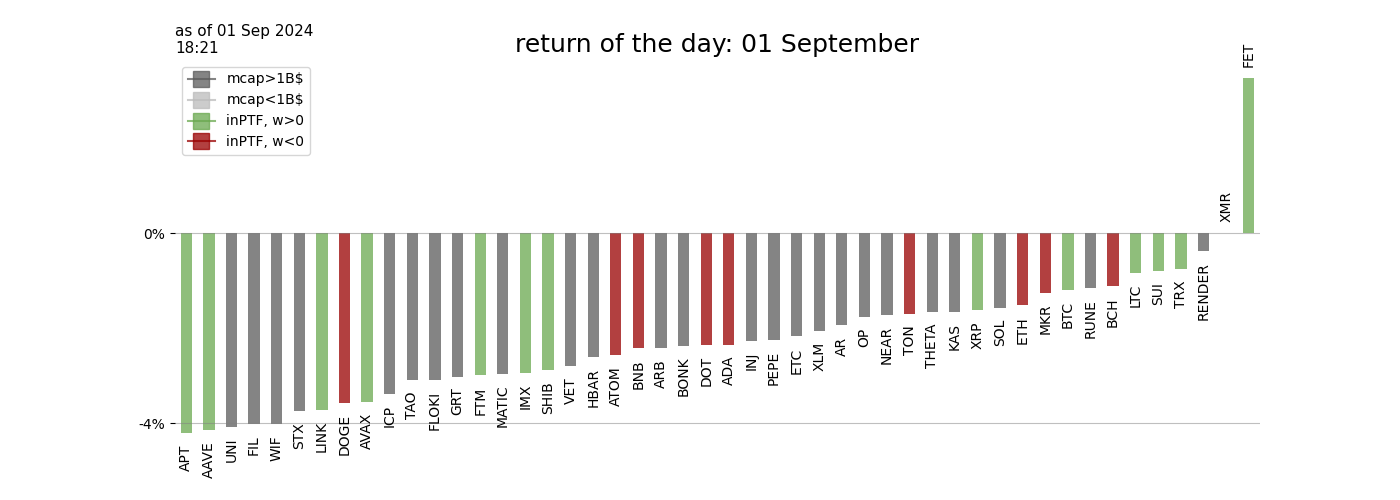 as of 01 Sep 2024
18:21
return of the day: 01 September
mcap>1B$
mcap<1B$
inPTF, w>0
inPTF, w<0
0%
-4%
APT
AAVE
UNI
FIL
WIF
STX
LINK
DOGE
AVAX
ICP
TAO
FLOKI
GRT
FTM
MATIC
IMX
SHIB
VET
HBAR
ATOM
BNB
ARB
BONK
DOT
ADA
INJ
PEPE
ETC
XLM
AR
OP
NEAR
TON
THETA
KAS
XRP
SOL
ETH
MKR
BTC
RUNE
BCH
LTC
SUI
TRX
RENDER
XMR
FET